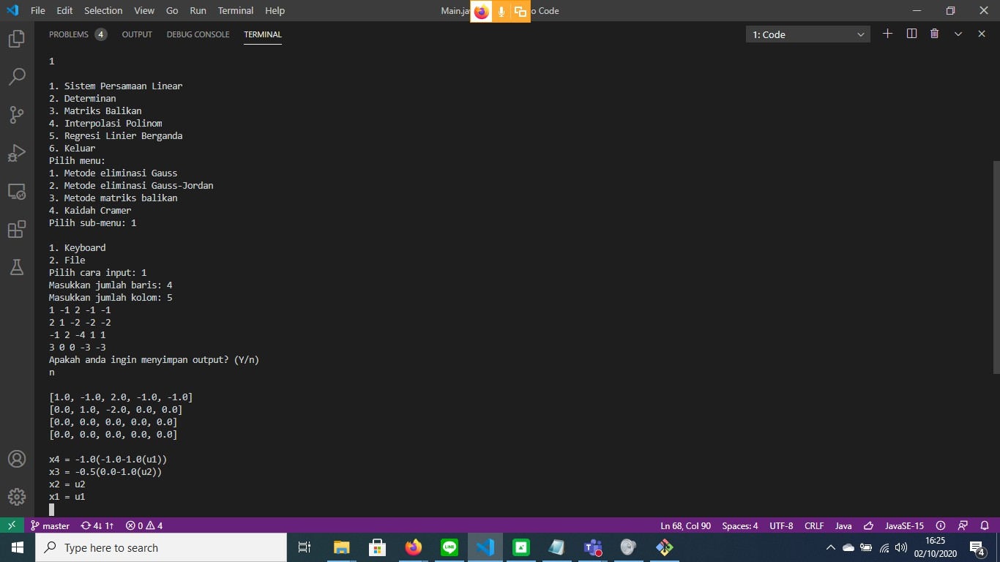 File Edit Selection View Go Run Terminal Help
Main.ja
o Code
PROBLEMS 4 OUTPUT DEBUG CONSOLE TERMINAL
1: Code
1
1. Sistem Persamaan Linear
2. Determinan
3. Matriks Balikan
4. Interpolasi Polinom
5. Regresi Linier Berganda
6. Keluar
Pilih menu:
1. Metode eliminasi Gauss
2. Metode eliminasi Gauss-Jordan
3. Metode matriks balikan
4. Kaidah Cramer
Pilih sub-menu: 1
1. Keyboard
2. File
Pilih cara input: 1
Masukkan jumlah baris: 4
Masukkan jumlah kolom: 5
1 -1 2 -1 -1
2 1 -2 -2 -2
-1 2 -4 1 1
3 0 0 -3 -3
Apakah anda ingin menyimpan output? (Y/n)
n
[1.0, -1.0, 2.0, -1.0, -1.0]
[0.0, 1.0, -2.0, 0.0, 0.0]
[0.0, 0.0, 0.0, 0.0, 0.0]
[0.0, 0.0, 0.0, 0.0, 0.0]
x4 = -1.0(-1.0-1.0(u1))
x3 = -0.5(0.0-1.0(u2))
x2 = u2
x1 = u1
master 4↓ 1↑ 0 4 Ln 68, Col 90 Spaces: 4 UTF-8 CRLF Java JavaSE-15
Type here to search
LINE
16:25
02/10/2020
4